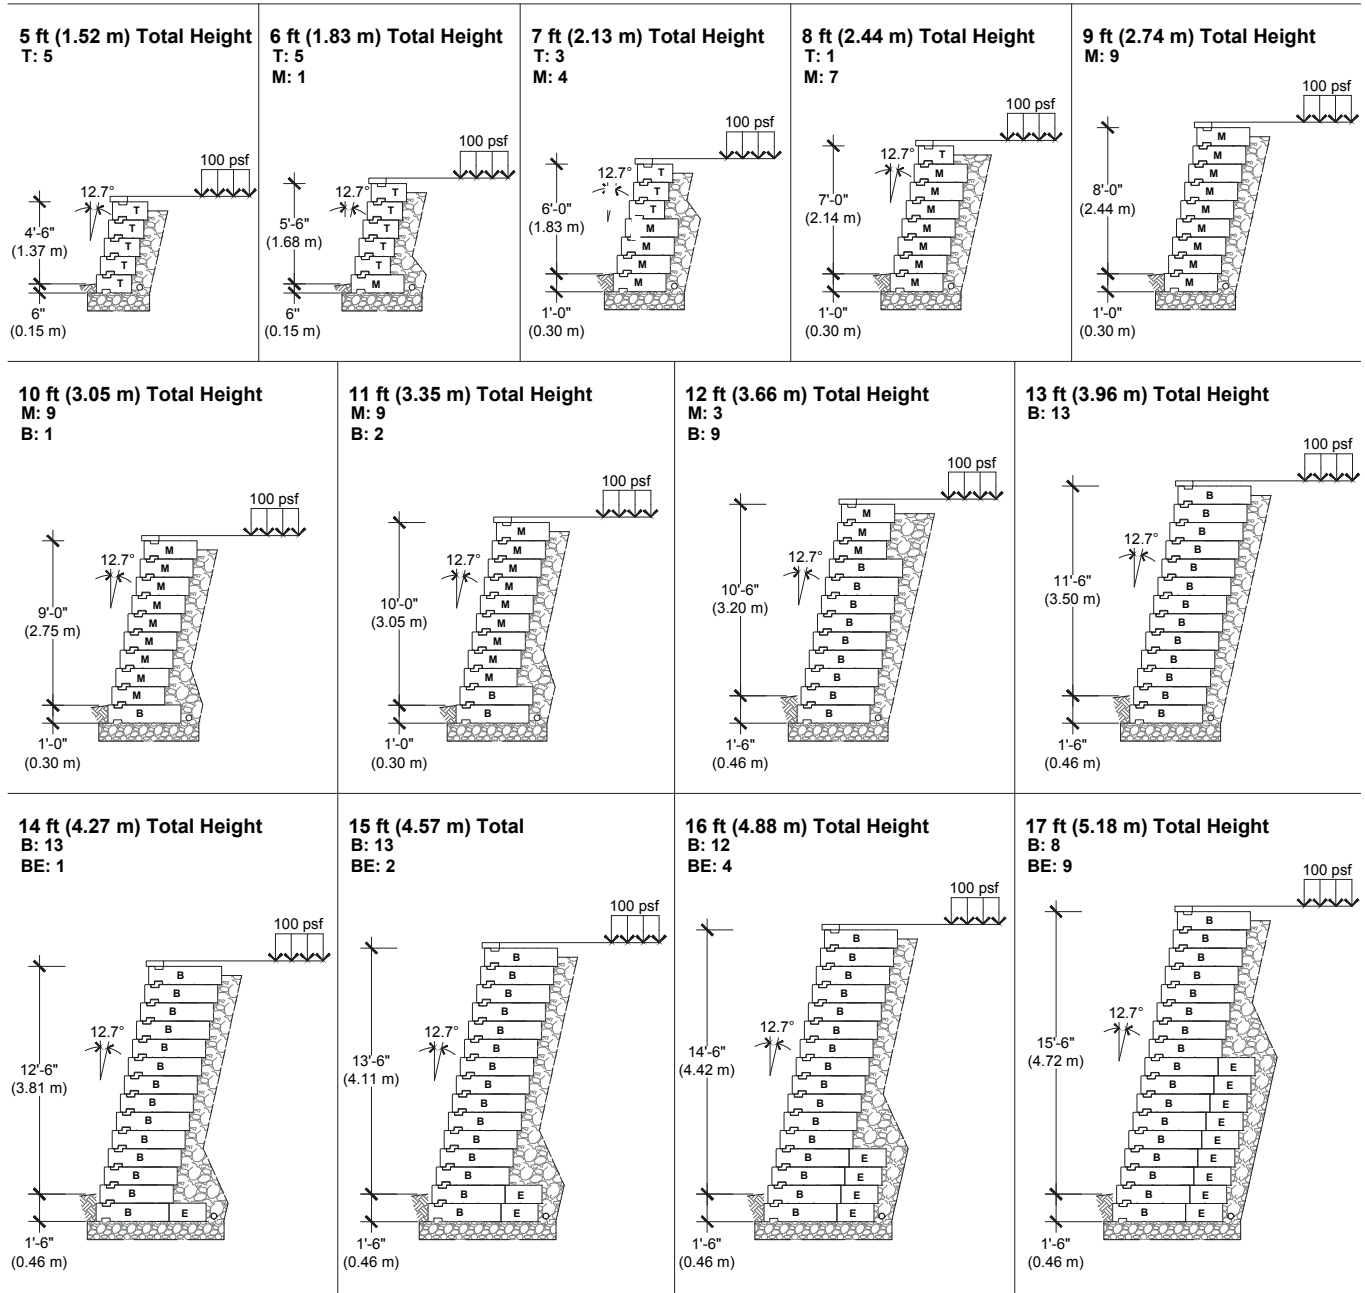 5 ft (1.52 m) Total Height
T: 5
100 psf
12.7°
4'-6"
(1.37 m)
6"
(0.15 m)
T
T
T
T
T
6 ft (1.83 m) Total Height
T: 5
M: 1
100 psf
12.7°
5'-6"
(1.68 m)
6"
(0.15 m)
T
T
T
T
T
M
7 ft (2.13 m) Total Height
T: 3
M: 4
100 psf
12.7°
6'-0"
(1.83 m)
1'-0"
(0.30 m)
T
T
T
M
M
M
M
8 ft (2.44 m) Total Height
T: 1
M: 7
100 psf
12.7°
7'-0"
(2.14 m)
1'-0"
(0.30 m)
T
M
M
M
M
M
M
M
9 ft (2.74 m) Total Height
M: 9
100 psf
8'-0"
(2.44 m)
1'-0"
(0.30 m)
M
M
M
M
M
M
M
M
M
10 ft (3.05 m) Total Height
M: 9
B: 1
100 psf
12.7°
9'-0"
(2.75 m)
1'-0"
(0.30 m)
M
M
M
M
M
M
M
M
M
B
11 ft (3.35 m) Total Height
M: 9
B: 2
100 psf
12.7°
10'-0"
(3.05 m)
1'-0"
(0.30 m)
M
M
M
M
M
M
M
M
M
B
B
12 ft (3.66 m) Total Height
M: 3
B: 9
100 psf
12.7°
10'-6"
(3.20 m)
1'-6"
(0.46 m)
M
M
M
B
B
B
B
B
B
B
B
B
13 ft (3.96 m) Total Height
B: 13
100 psf
12.7°
11'-6"
(3.50 m)
1'-6"
(0.46 m)
B
B
B
B
B
B
B
B
B
B
B
B
B
14 ft (4.27 m) Total Height
B: 13
BE: 1
100 psf
12.7°
12'-6"
(3.81 m)
1'-6"
(0.46 m)
B
B
B
B
B
B
B
B
B
B
B
B
B
B E
15 ft (4.57 m) Total
B: 13
BE: 2
100 psf
12.7°
13'-6"
(4.11 m)
1'-6"
(0.46 m)
B
B
B
B
B
B
B
B
B
B
B
B
B
B E
B E
16 ft (4.88 m) Total Height
B: 12
BE: 4
100 psf
12.7°
14'-6"
(4.42 m)
1'-6"
(0.46 m)
B
B
B
B
B
B
B
B
B
B
B
B
B E
B E
B E
B E
17 ft (5.18 m) Total Height
B: 8
BE: 9
100 psf
12.7°
15'-6"
(4.72 m)
1'-6"
(0.46 m)
B
B
B
B
B
B
B
B
B E
B E
B E
B E
B E
B E
B E
B E
B E